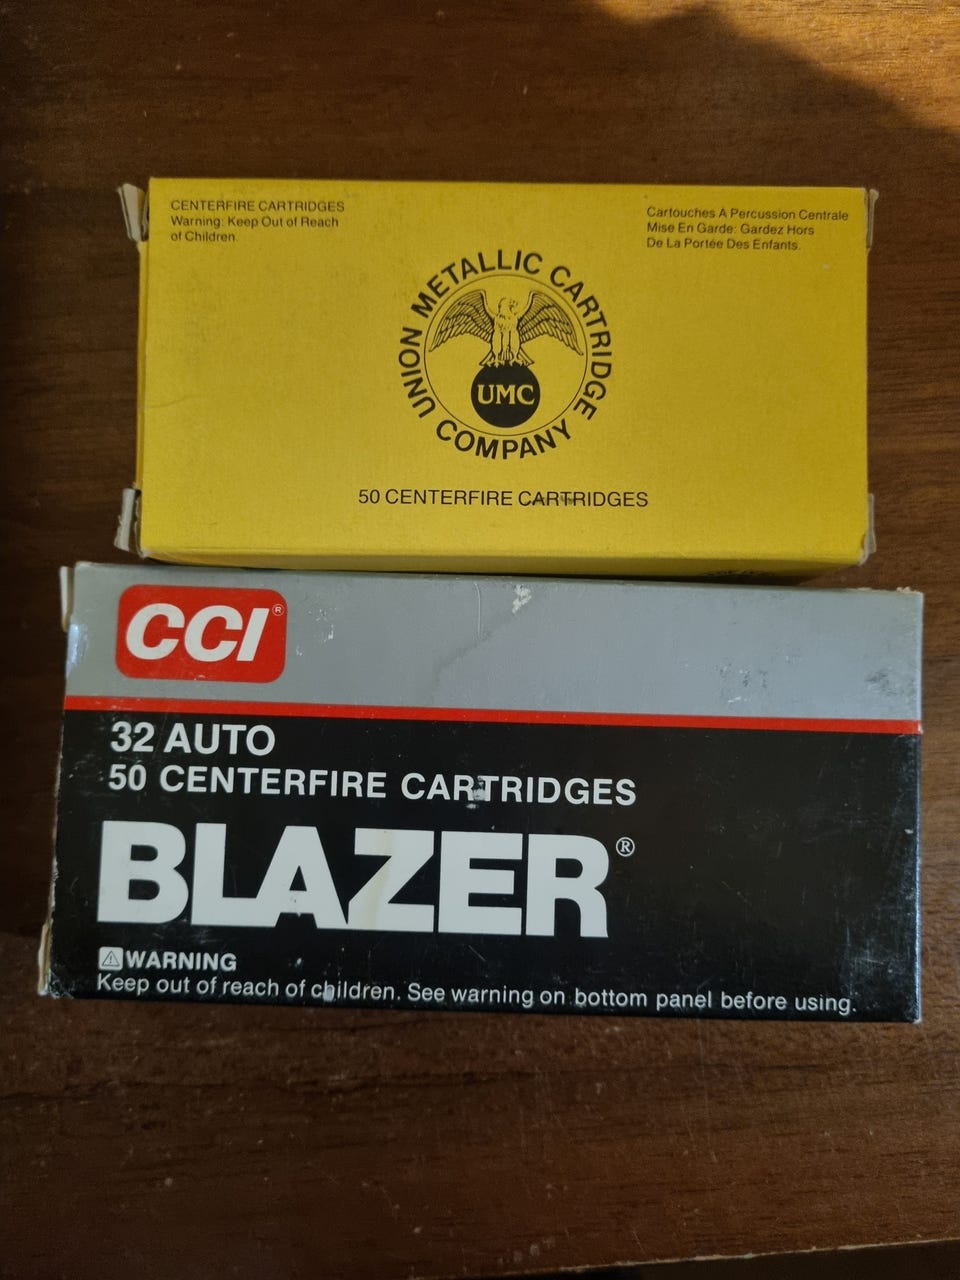 CENTERFIRE CARTRIDGES
Warning: Keep Out of Reach
of Children.
Cartouches À Percussion Centrale
Mise En Garde: Gardez Hors
De La Portée Des Enfants.
UNION METALLIC CARTRIDGE
COMPANY
UMC
50 CENTERFIRE CARTRIDGES
CCI®
32 AUTO
50 CENTERFIRE CARTRIDGES
BLAZER®
WARNING
Keep out of reach of children. See warning on bottom panel before using.